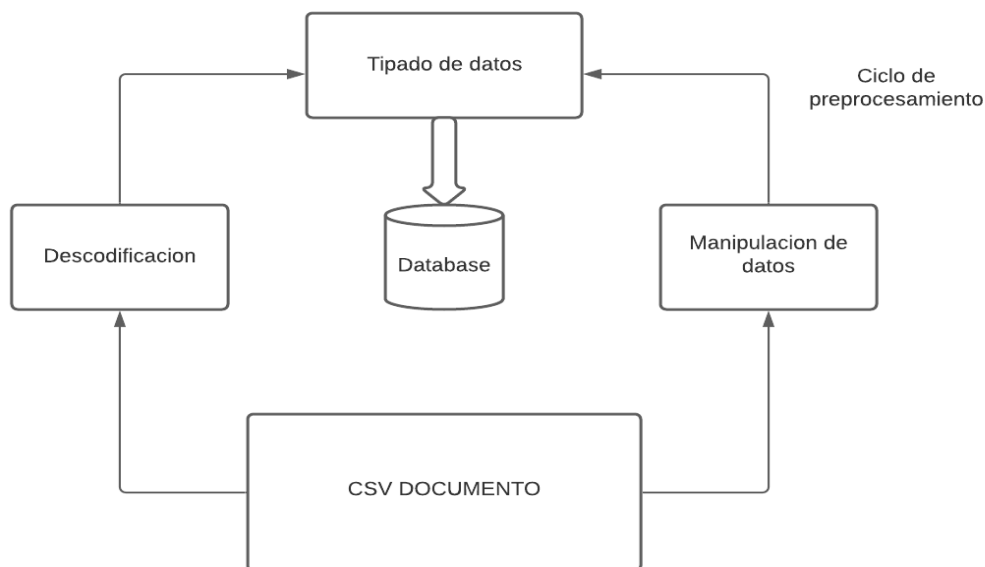 Tipado de datos
Ciclo de
preprocesamiento
Descodificacion
Database
Manipulacion de
datos
CSV DOCUMENTO